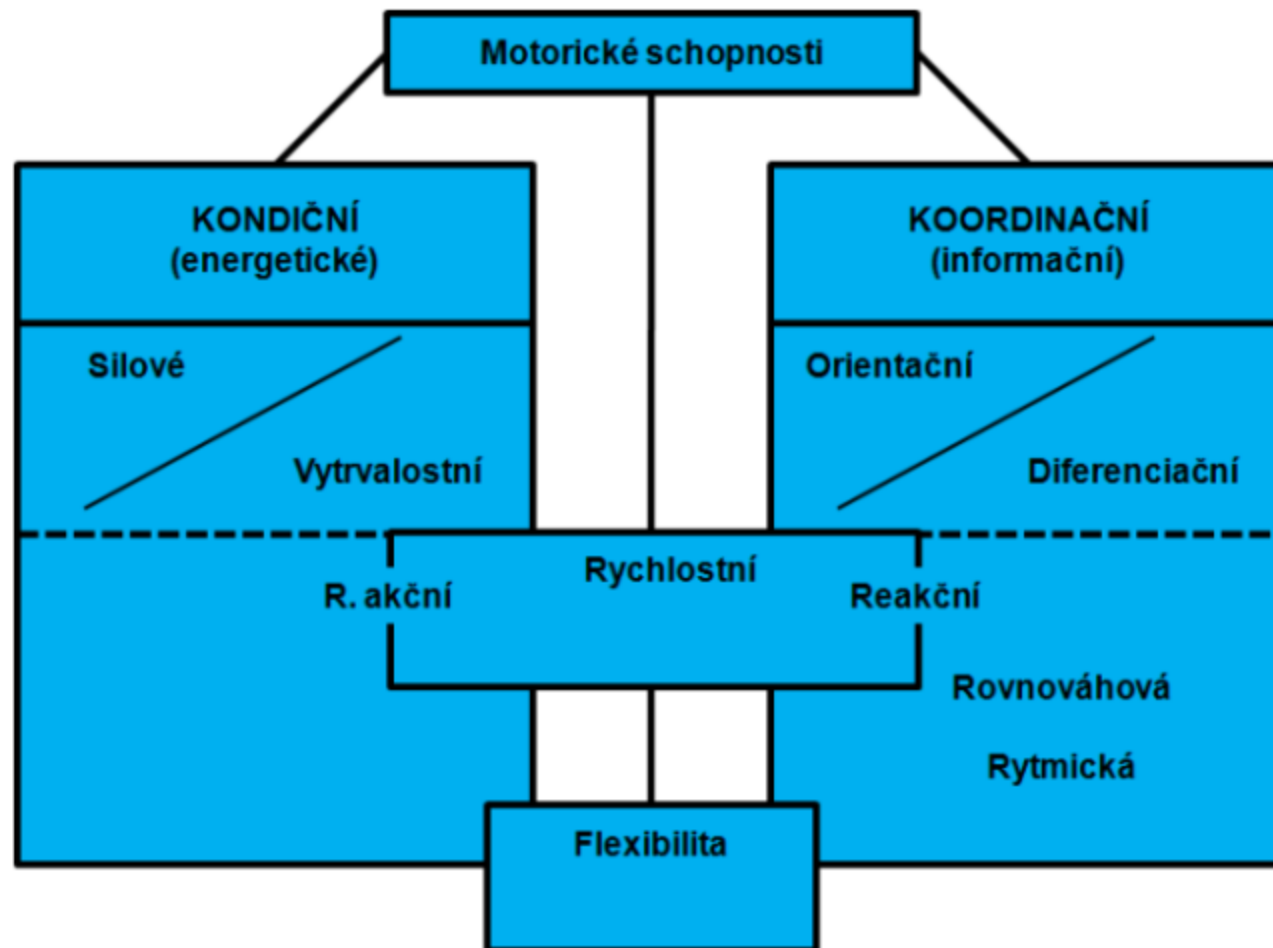 Motorické schopnosti
KONDIČNÍ
(energetické)
KOORDINAČNÍ
(informační)
Silové
Vytrvalostní
Orientační
Diferenciační
Rychlostní
R. akční
Reakční
Rovnováhová
Rytmická
Flexibilita